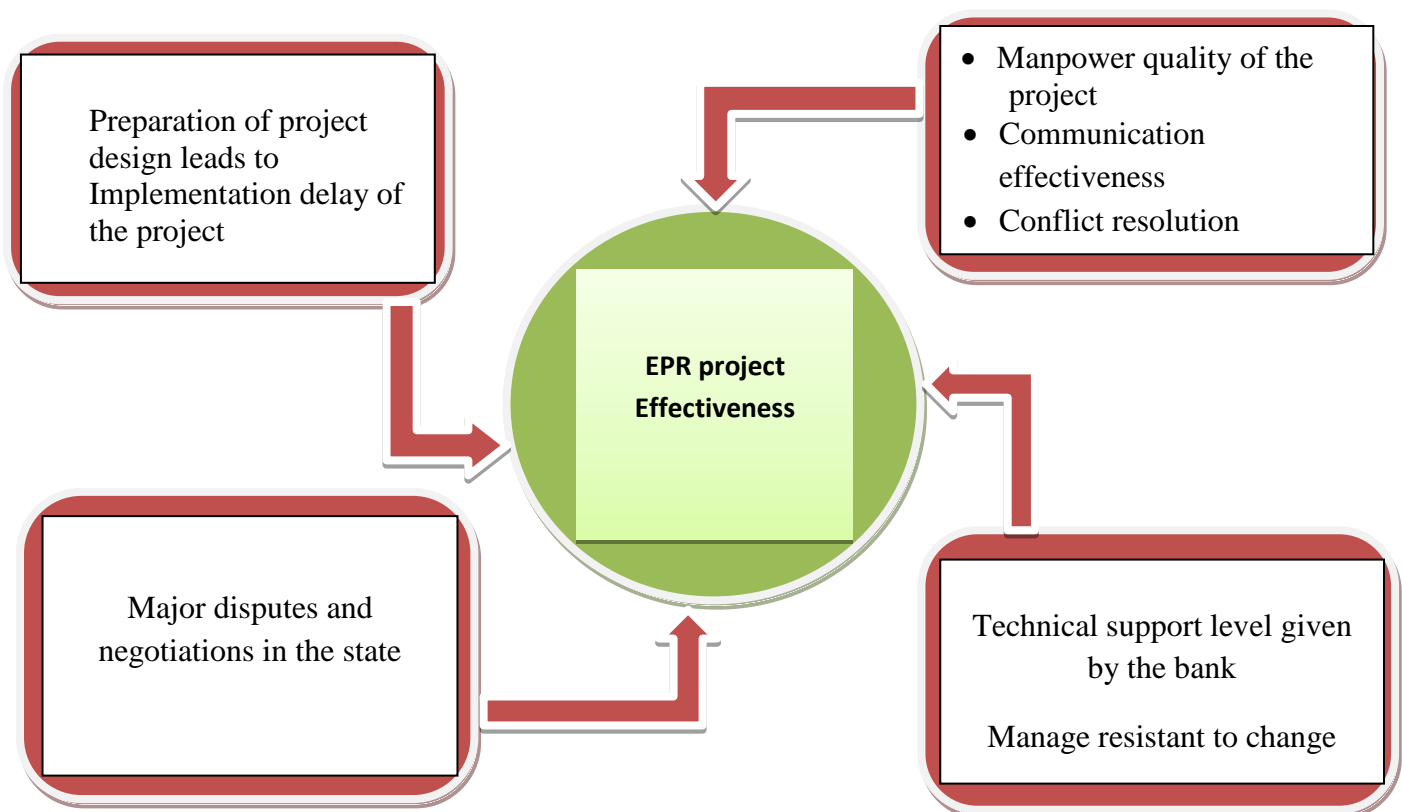 Preparation of project
design leads to
Implementation delay of
the project
• Manpower quality of the
project
• Communication
effectiveness
• Conflict resolution
EPR project
Effectiveness
Major disputes and
negotiations in the state
Technical support level given
by the bank
Manage resistant to change